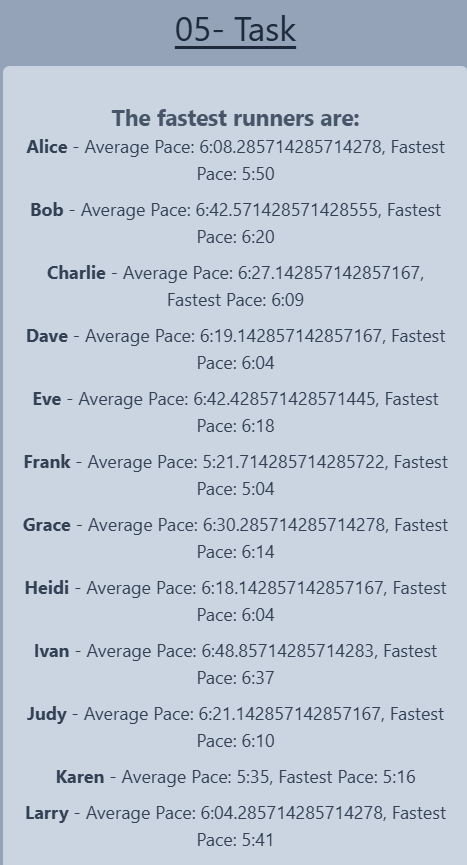 05- Task
The fastest runners are:
Alice - Average Pace: 6:08.285714285714278, Fastest
Pace: 5:50
Bob - Average Pace: 6:42.571428571428555, Fastest
Pace: 6:20
Charlie - Average Pace: 6:27.142857142857167,
Fastest Pace: 6:09
Dave - Average Pace: 6:19.142857142857167, Fastest
Pace: 6:04
Eve - Average Pace: 6:42.428571428571445, Fastest
Pace: 6:18
Frank - Average Pace: 5:21.714285714285722, Fastest
Pace: 5:04
Grace - Average Pace: 6:30.285714285714278, Fastest
Pace: 6:14
Heidi - Average Pace: 6:18.142857142857167, Fastest
Pace: 6:04
Ivan - Average Pace: 6:48.85714285714283, Fastest
Pace: 6:37
Judy - Average Pace: 6:21.142857142857167, Fastest
Pace: 6:10
Karen - Average Pace: 5:35, Fastest Pace: 5:16
Larry - Average Pace: 6:04.285714285714278, Fastest
Pace: 5:41